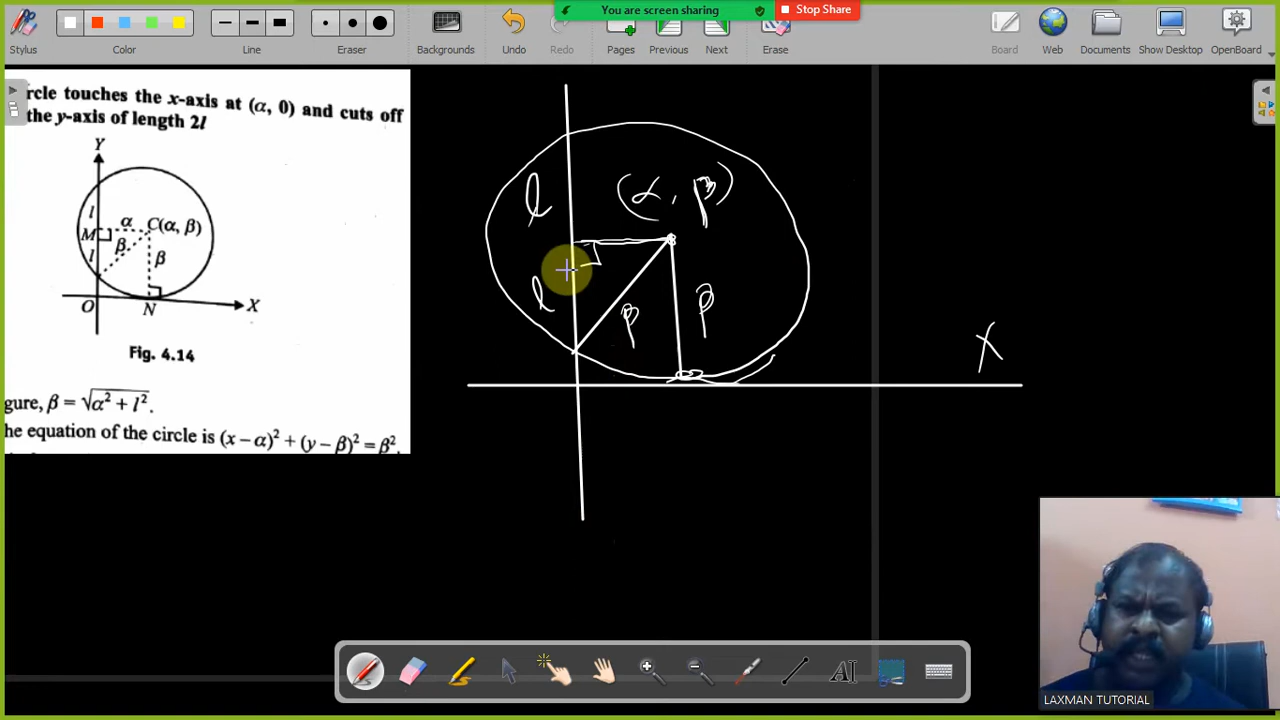 You are screen sharing
Stop Share
Stylus
Color
Line
Eraser
Backgrounds
Undo
Redo
Pages
Previous
Next
Erase
Board
Web
Documents
Show Desktop
OpenBoard
rcle touches the x-axis at (α, 0) and cuts off
the y-axis of length 2l
Y
l
α
C(α, β)
M
β
β
l
O
N
X
Fig. 4.14
gure, β = √α² + l².
he equation of the circle is (x – α)² + (y – β)² = β².
l
(α, β)
l
β
β
X
AI
LAXMAN TUTORIAL